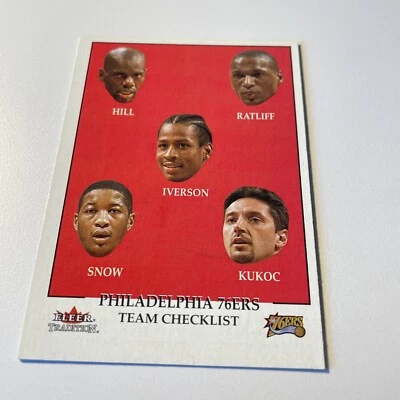 HILL
RATLIFF
IVERSON
SNOW
KUKOC
PHILADELPHIA 76ERS
TEAM CHECKLIST
FLEER
TRADITION
76ERS